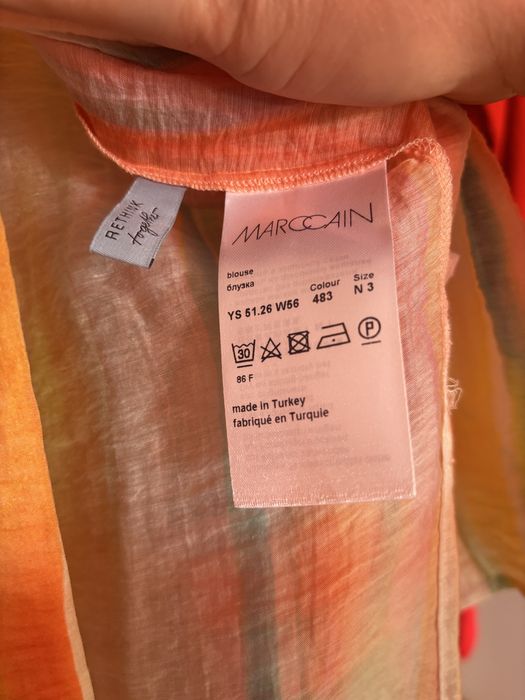 RETHINK
together
MARCCAIN
blouse
блузка
Colour Size
YS 51.26 W56 483 N 3
30 P
86 F
made in Turkey
fabriqué en Turquie